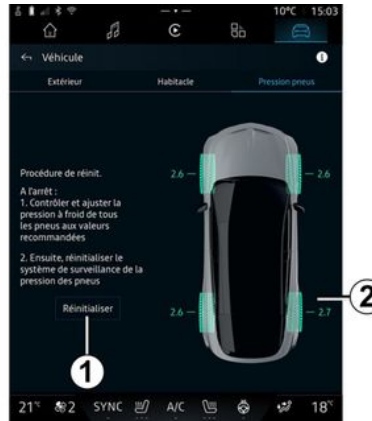 10°C 15:03
Véhicule
Extérieur Habitacle Pression pneus
Procédure de réinit.
A l'arrêt :
1. Contrôler et ajuster la
pression à froid de tous
les pneus aux valeurs
recommandées
2. Ensuite, réinitialiser le
système de surveillance de la
pression des pneus
Réinitialiser
2.6 2.6
2.6 2.7
1
2
21°C 2 SYNC A/C 18°C